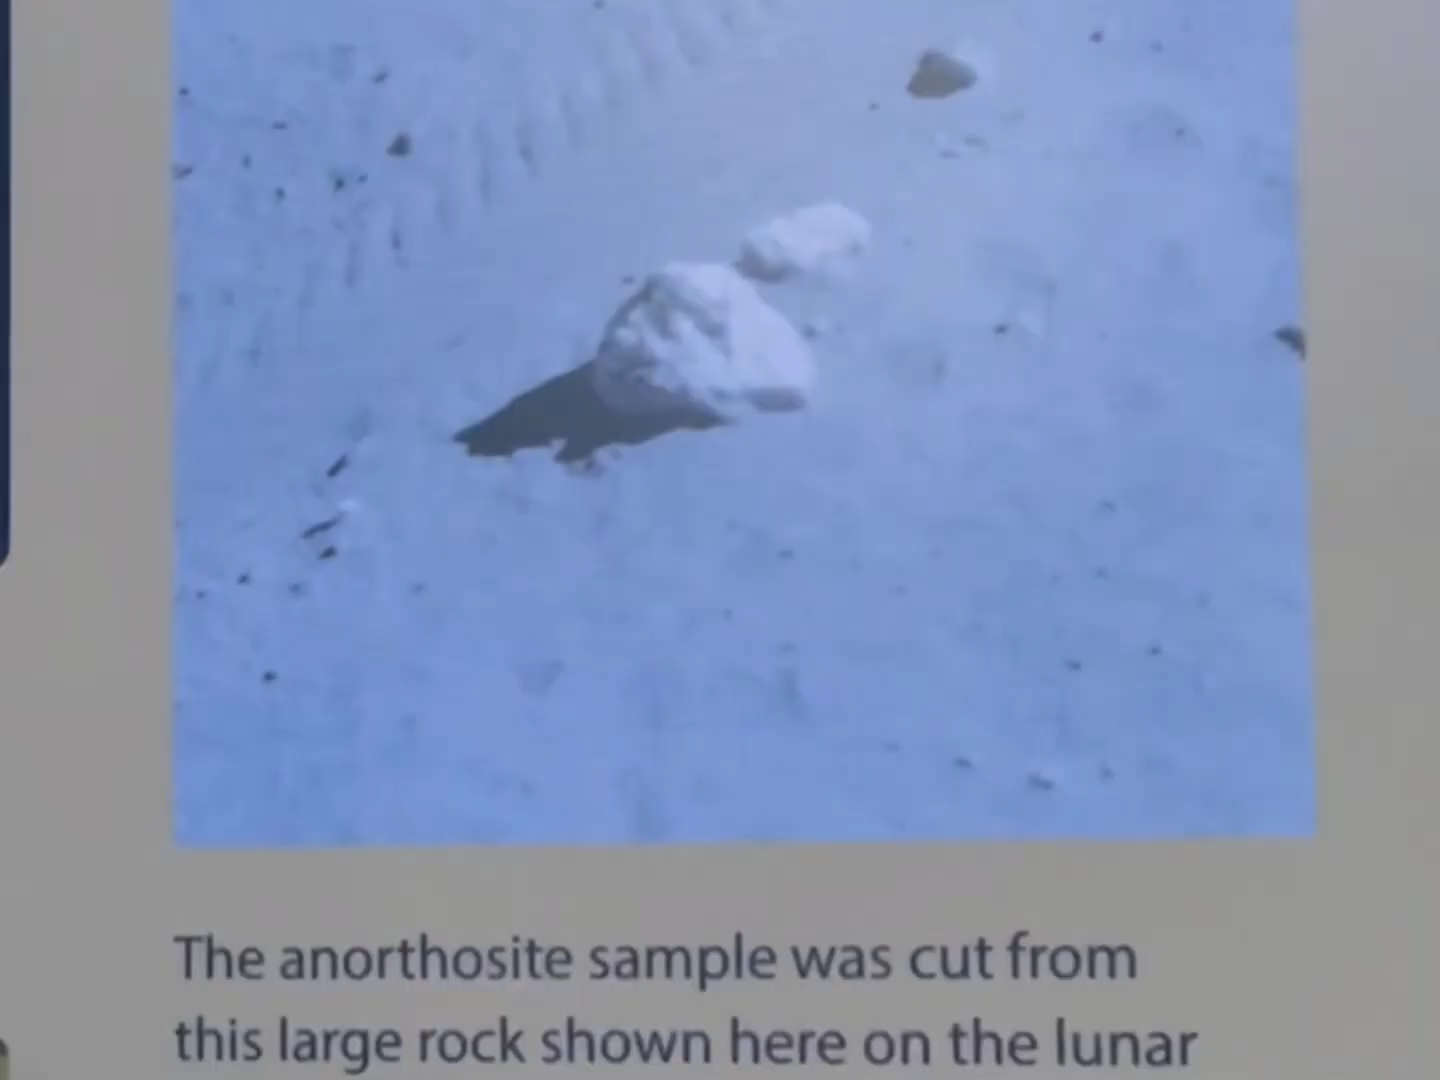 The anorthosite sample was cut from
this large rock shown here on the lunar